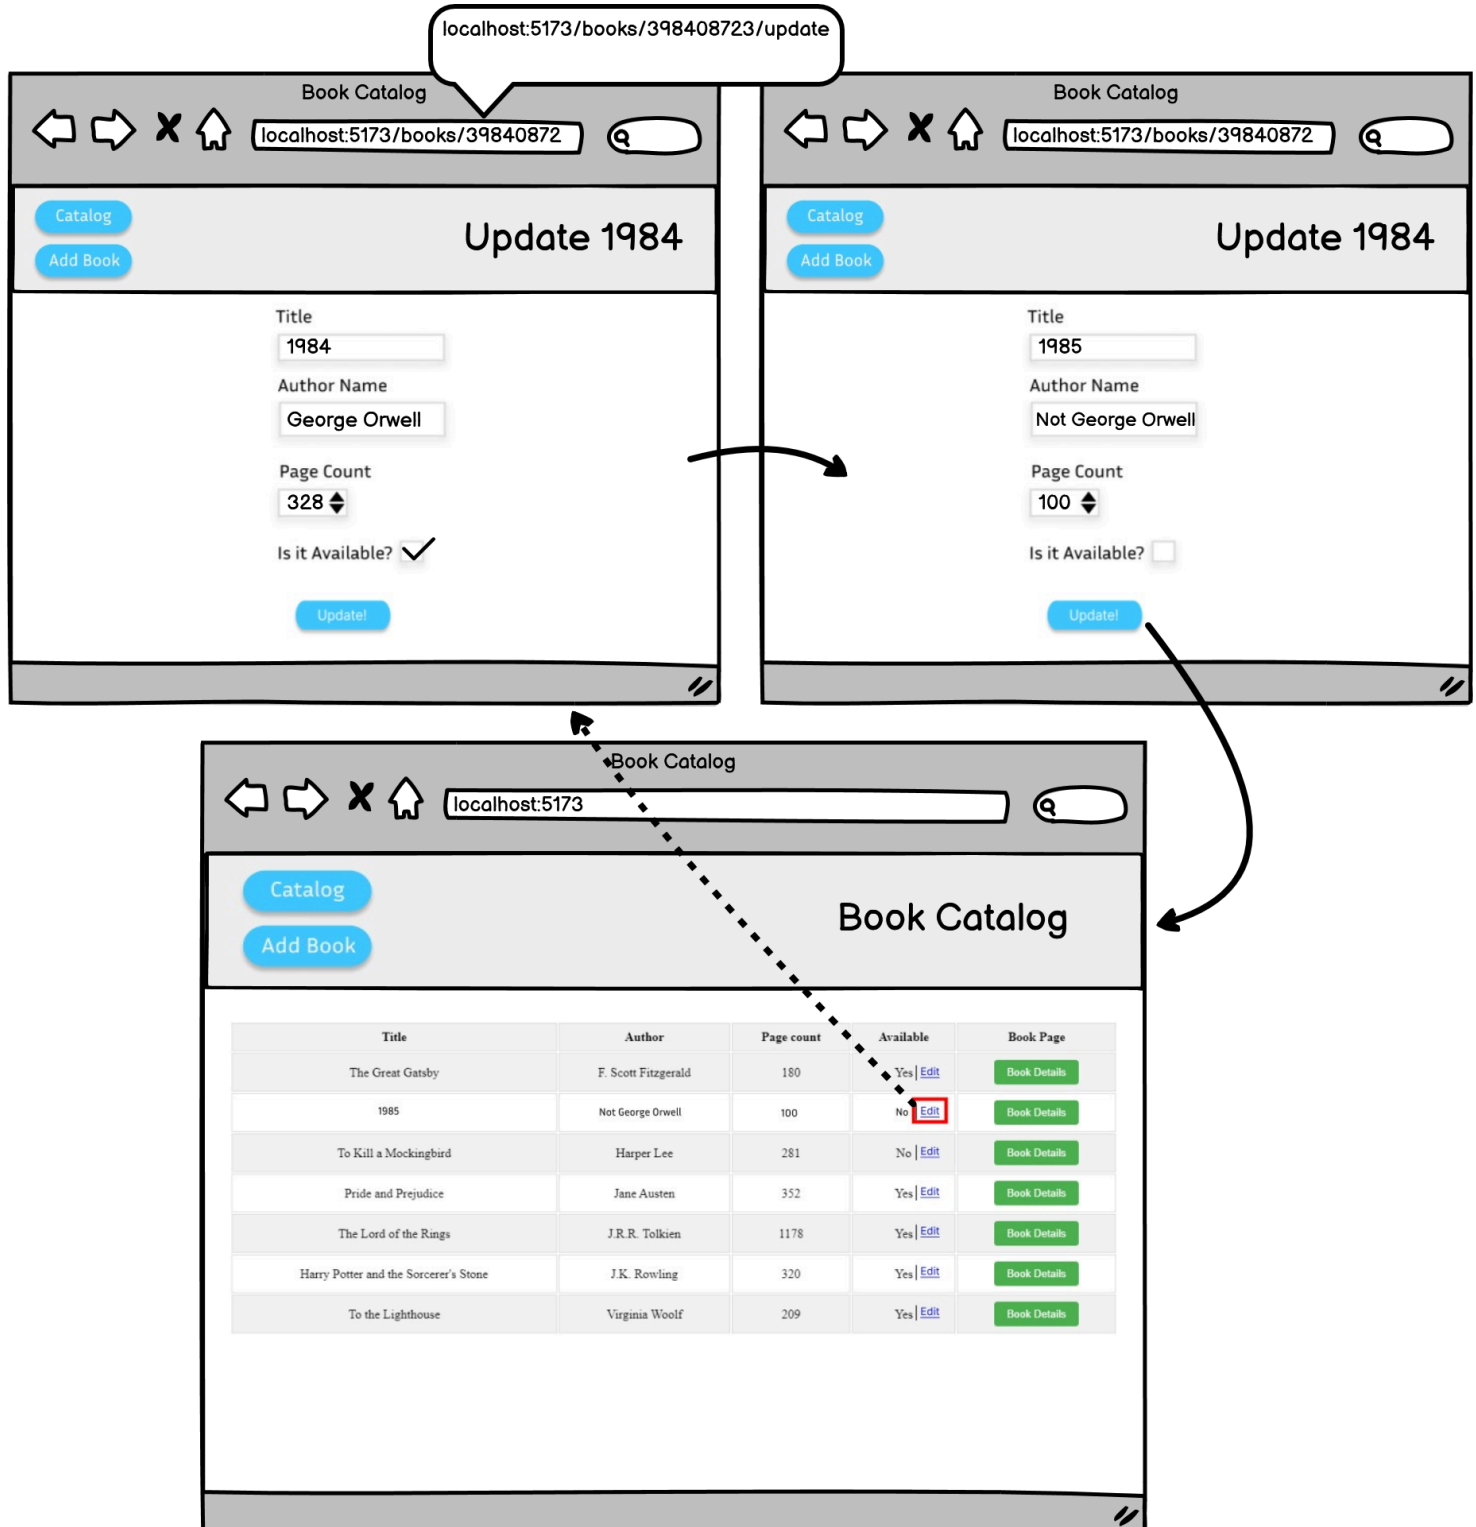 localhost:5173/books/398408723/update
Book Catalog
localhost:5173/books/39840872
Catalog
Add Book
Update 1984
Title
1984
Author Name
George Orwell
Page Count
328
Is it Available?
Update!
Book Catalog
localhost:5173/books/39840872
Catalog
Add Book
Update 1984
Title
1985
Author Name
Not George Orwell
Page Count
100
Is it Available?
Update!
Book Catalog
localhost:5173
Catalog
Add Book
Book Catalog
Title Author Page count Available Book Page
The Great Gatsby F. Scott Fitzgerald 180 Yes | Edit Book Details
1985 Not George Orwell 100 No Edit Book Details
To Kill a Mockingbird Harper Lee 281 No | Edit Book Details
Pride and Prejudice Jane Austen 352 Yes | Edit Book Details
The Lord of the Rings J.R.R. Tolkien 1178 Yes | Edit Book Details
Harry Potter and the Sorcerer's Stone J.K. Rowling 320 Yes | Edit Book Details
To the Lighthouse Virginia Woolf 209 Yes | Edit Book Details